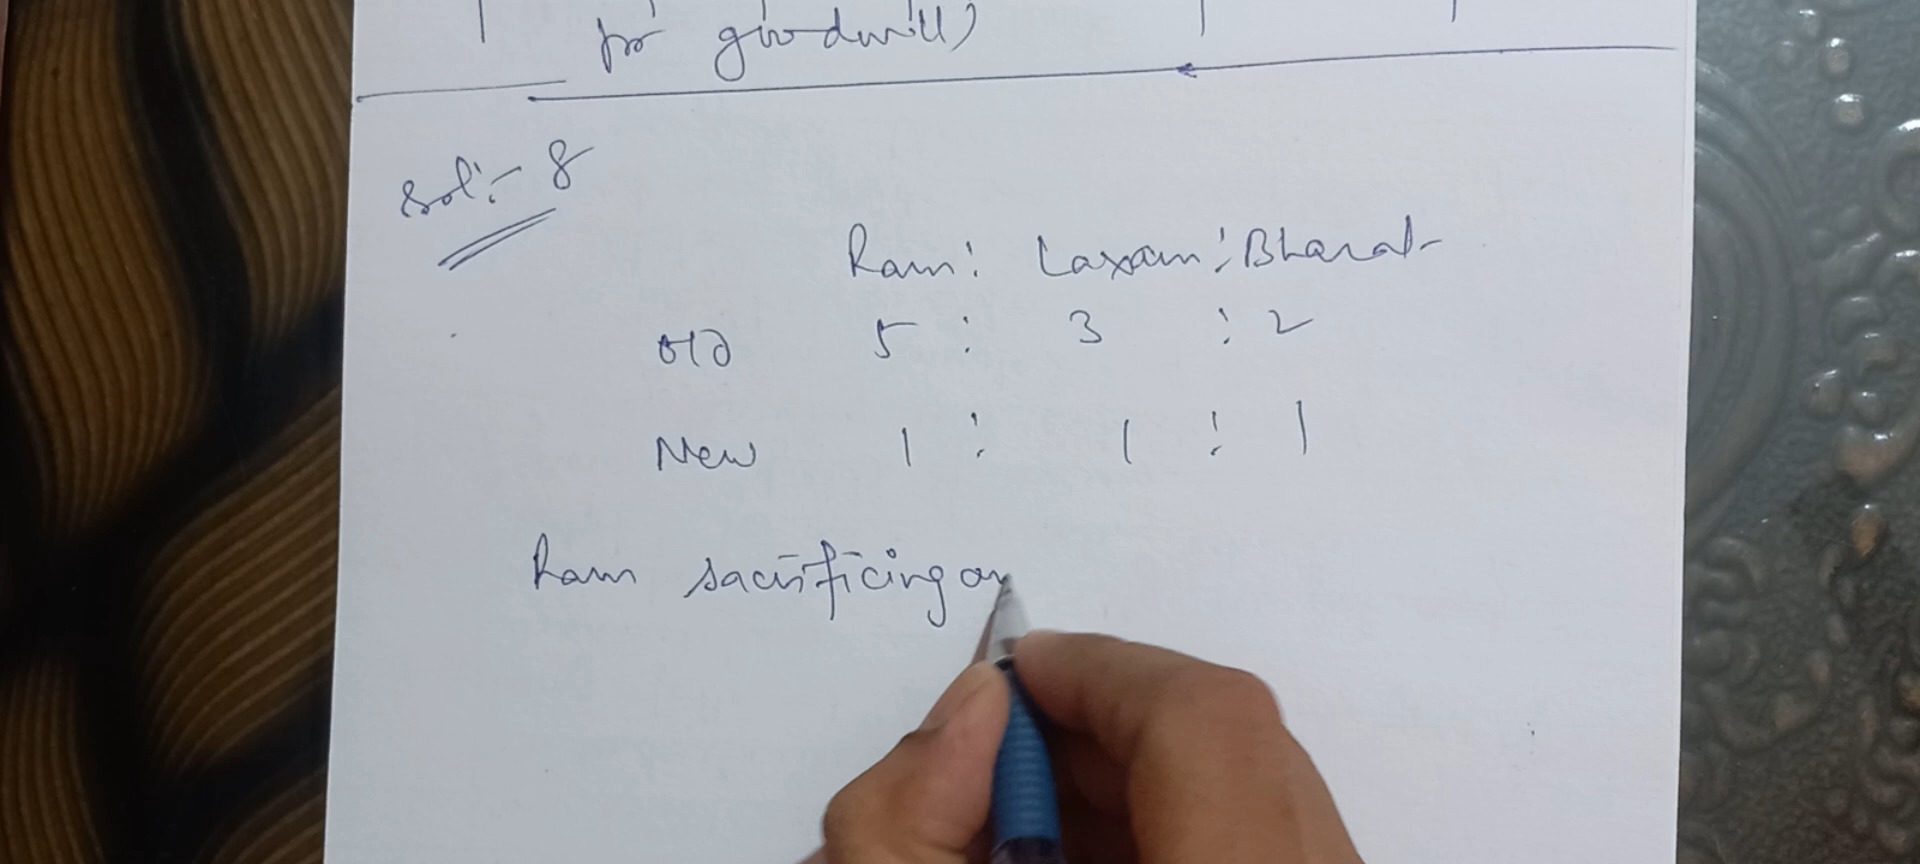 for goodwill)
Sol:- 8
Ram: Laxam: Bharat
old 5 : 3 : 2
New 1 : 1 : 1
Ram sacrificing or